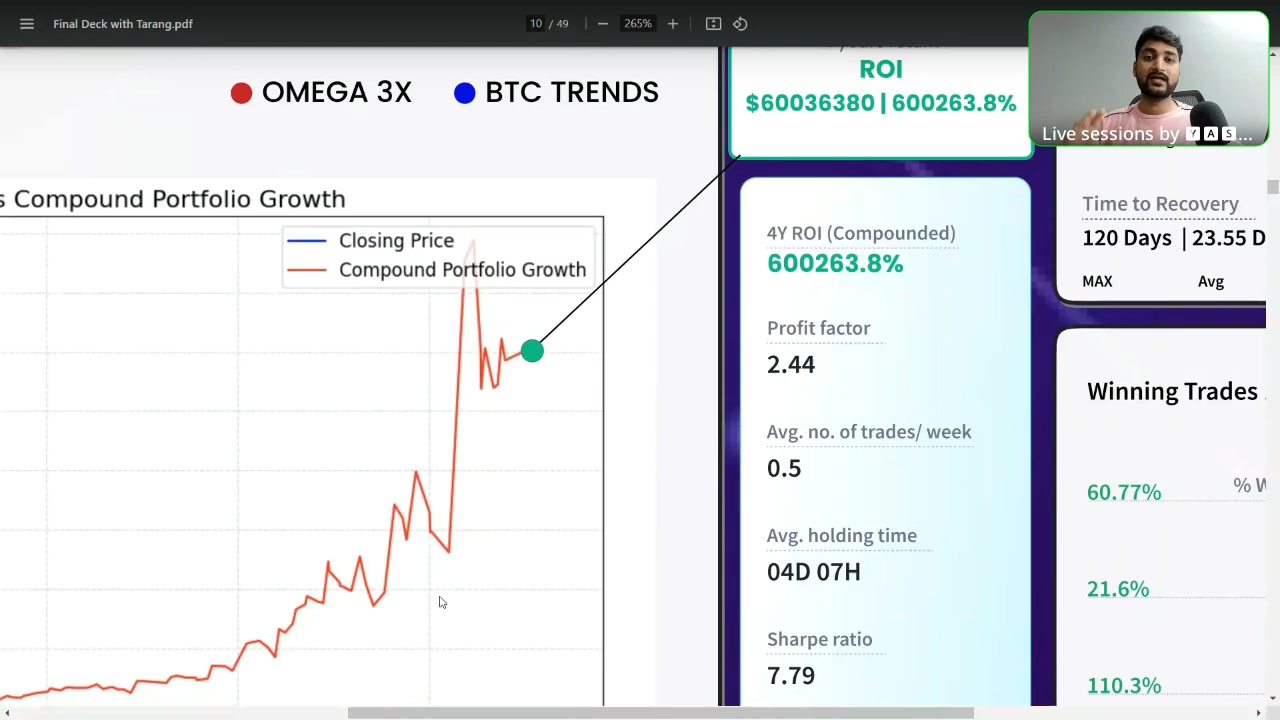 Final Deck with Tarang.pdf
10 / 49
265%
OMEGA 3X
BTC TRENDS
Compound Portfolio Growth
Closing Price
Compound Portfolio Growth
ROI
$60036380 | 600263.8%
4Y ROI (Compounded)
600263.8%
Profit factor
2.44
Avg. no. of trades/ week
0.5
Avg. holding time
04D 07H
Sharpe ratio
7.79
Live sessions by YAS...
Time to Recovery
120 Days | 23.55 D
MAX
Avg
Winning Trades
60.77%
%
21.6%
110.3%